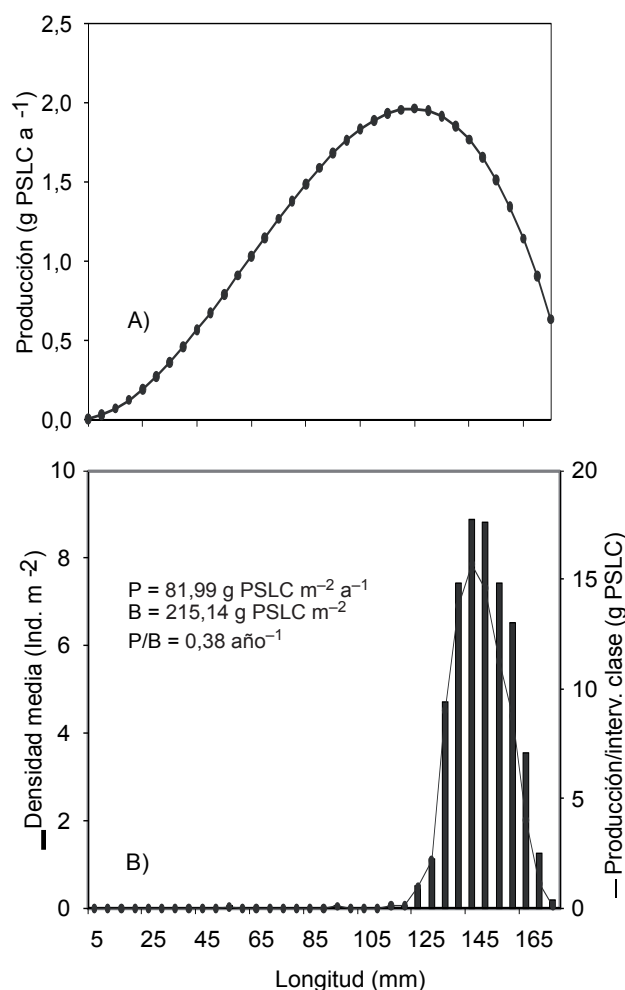 2,5
2,0
1,5
1,0
0,5
0,0
Producción (g PSLC a -1)
A)
10
8
6
4
2
0
Densidad media (Ind. m -2)
20
15
10
5
0
Producción/interv. clase (g PSLC)
P = 81,99 g PSLC m⁻² a⁻¹
B = 215,14 g PSLC m⁻²
P/B = 0,38 año⁻¹
B)
5 25 45 65 85 105 125 145 165
Longitud (mm)